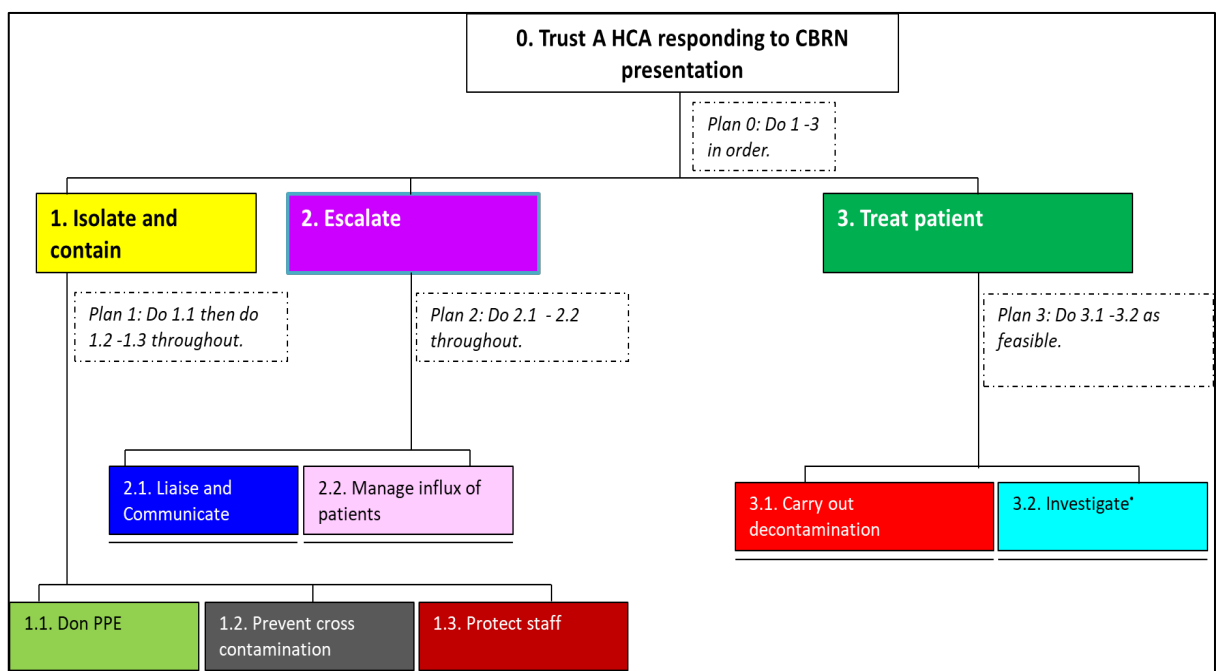 0. Trust A HCA responding to CBRN
presentation
Plan 0: Do 1 -3
in order.
1. Isolate and
contain
2. Escalate
3. Treat patient
Plan 1: Do 1.1 then do
1.2 -1.3 throughout.
Plan 2: Do 2.1  - 2.2
throughout.
Plan 3: Do 3.1 -3.2 as
feasible.
2.1. Liaise and
Communicate
2.2. Manage influx of
patients
3.1. Carry out
decontamination
3.2. Investigate*
1.1. Don PPE
1.2. Prevent cross
contamination
1.3. Protect staff